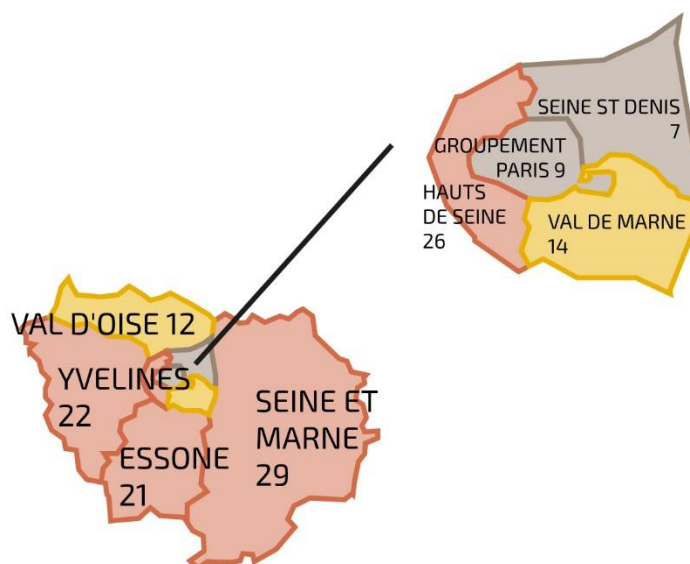 SEINE ST DENIS
7
GROUPEMENT
PARIS 9
HAUTS
DE SEINE
26
VAL DE MARNE
14
VAL D'OISE 12
YVELINES
22
SEINE ET
MARNE
29
ESSONE
21